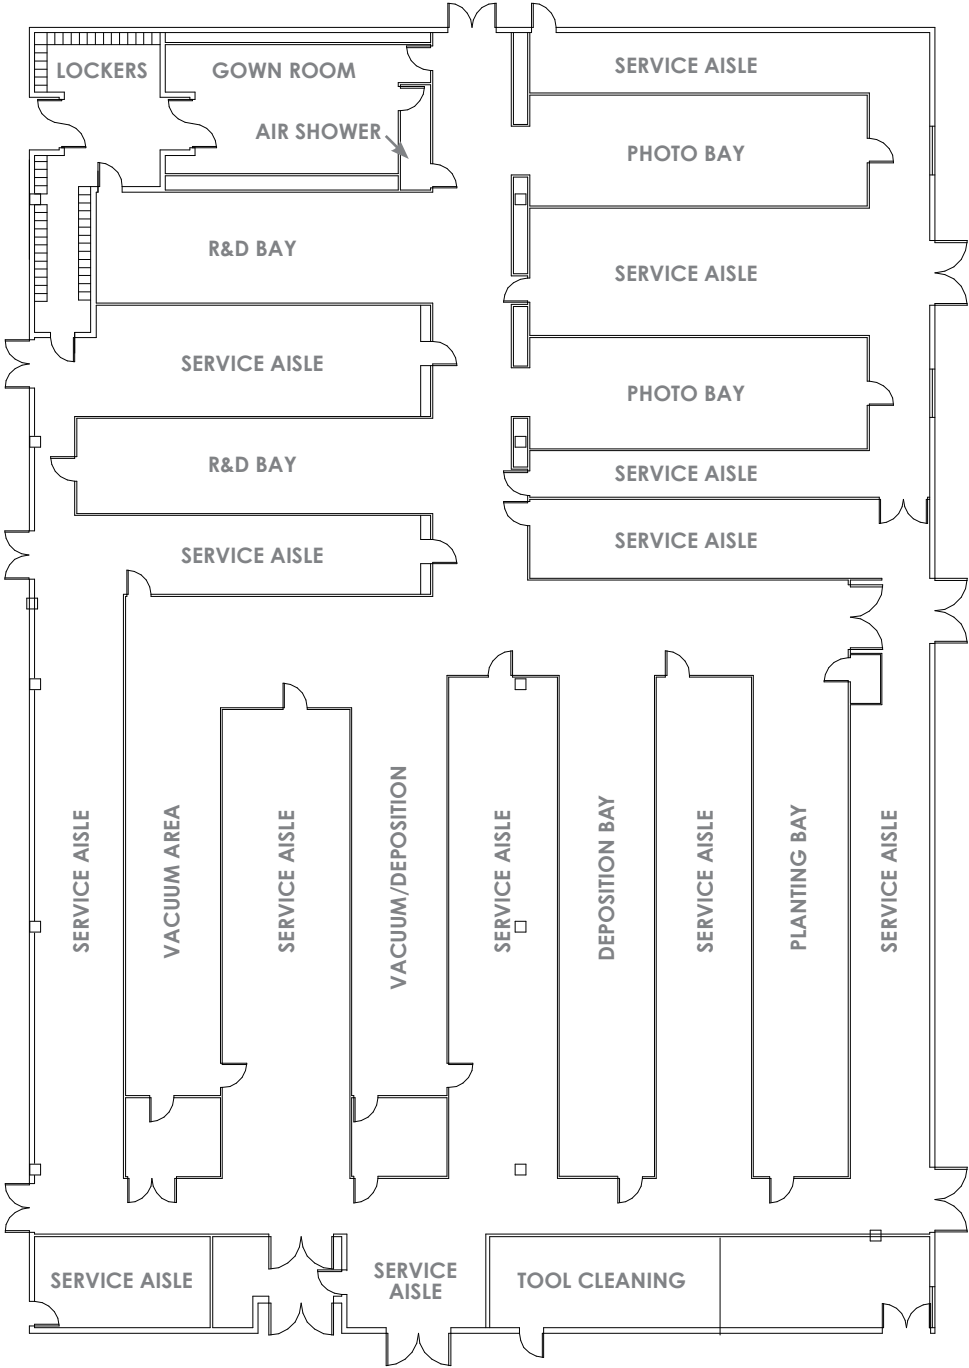 LOCKERS
GOWN ROOM
SERVICE AISLE
AIR SHOWER
PHOTO BAY
R&D BAY
SERVICE AISLE
SERVICE AISLE
PHOTO BAY
R&D BAY
SERVICE AISLE
SERVICE AISLE
SERVICE AISLE
SERVICE AISLE
VACUUM AREA
SERVICE AISLE
VACUUM/DEPOSITION
SERVICE AISLE
DEPOSITION BAY
SERVICE AISLE
PLANTING BAY
SERVICE AISLE
SERVICE AISLE
SERVICE
AISLE
TOOL CLEANING